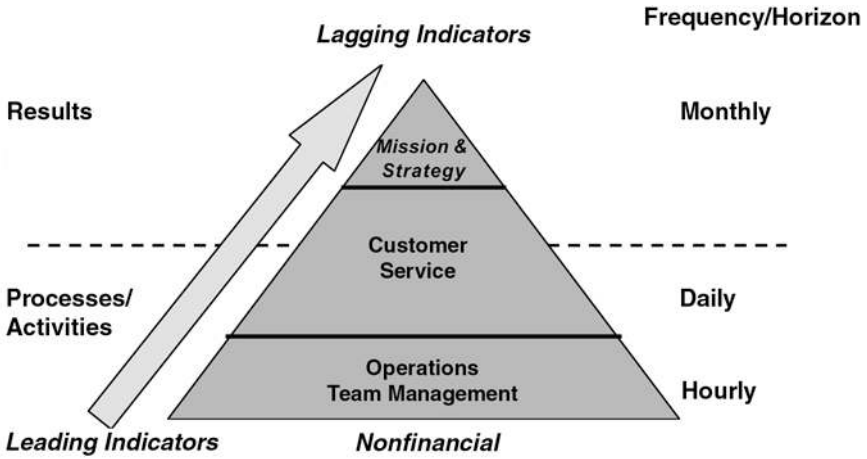 Frequency/Horizon
Lagging Indicators
Results
Monthly
Mission &
Strategy
Customer
Service
Processes/
Activities
Daily
Operations
Team Management
Hourly
Leading Indicators
Nonfinancial